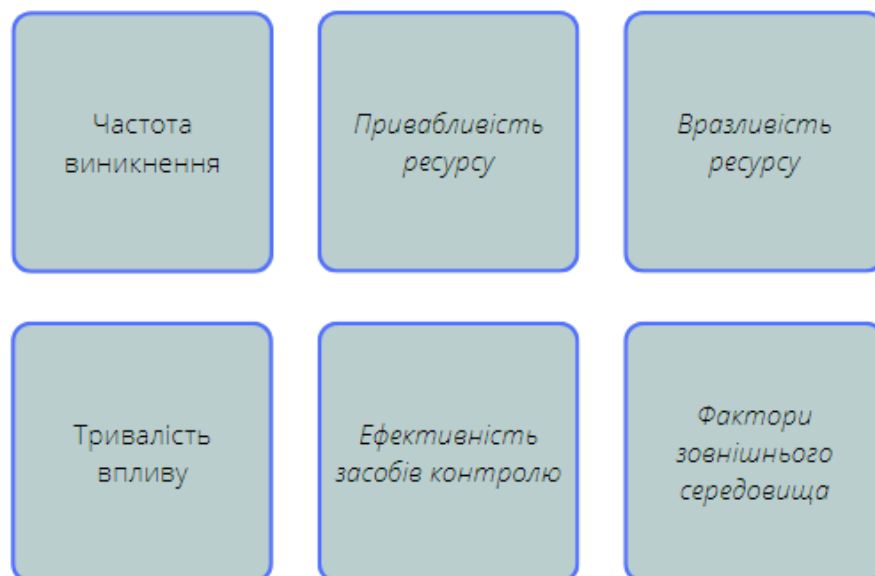 Частота
виникнення
Привабливість
ресурсу
Вразливість
ресурсу
Тривалість
впливу
Ефективність
засобів контролю
Фактори
зовнішнього
середовища